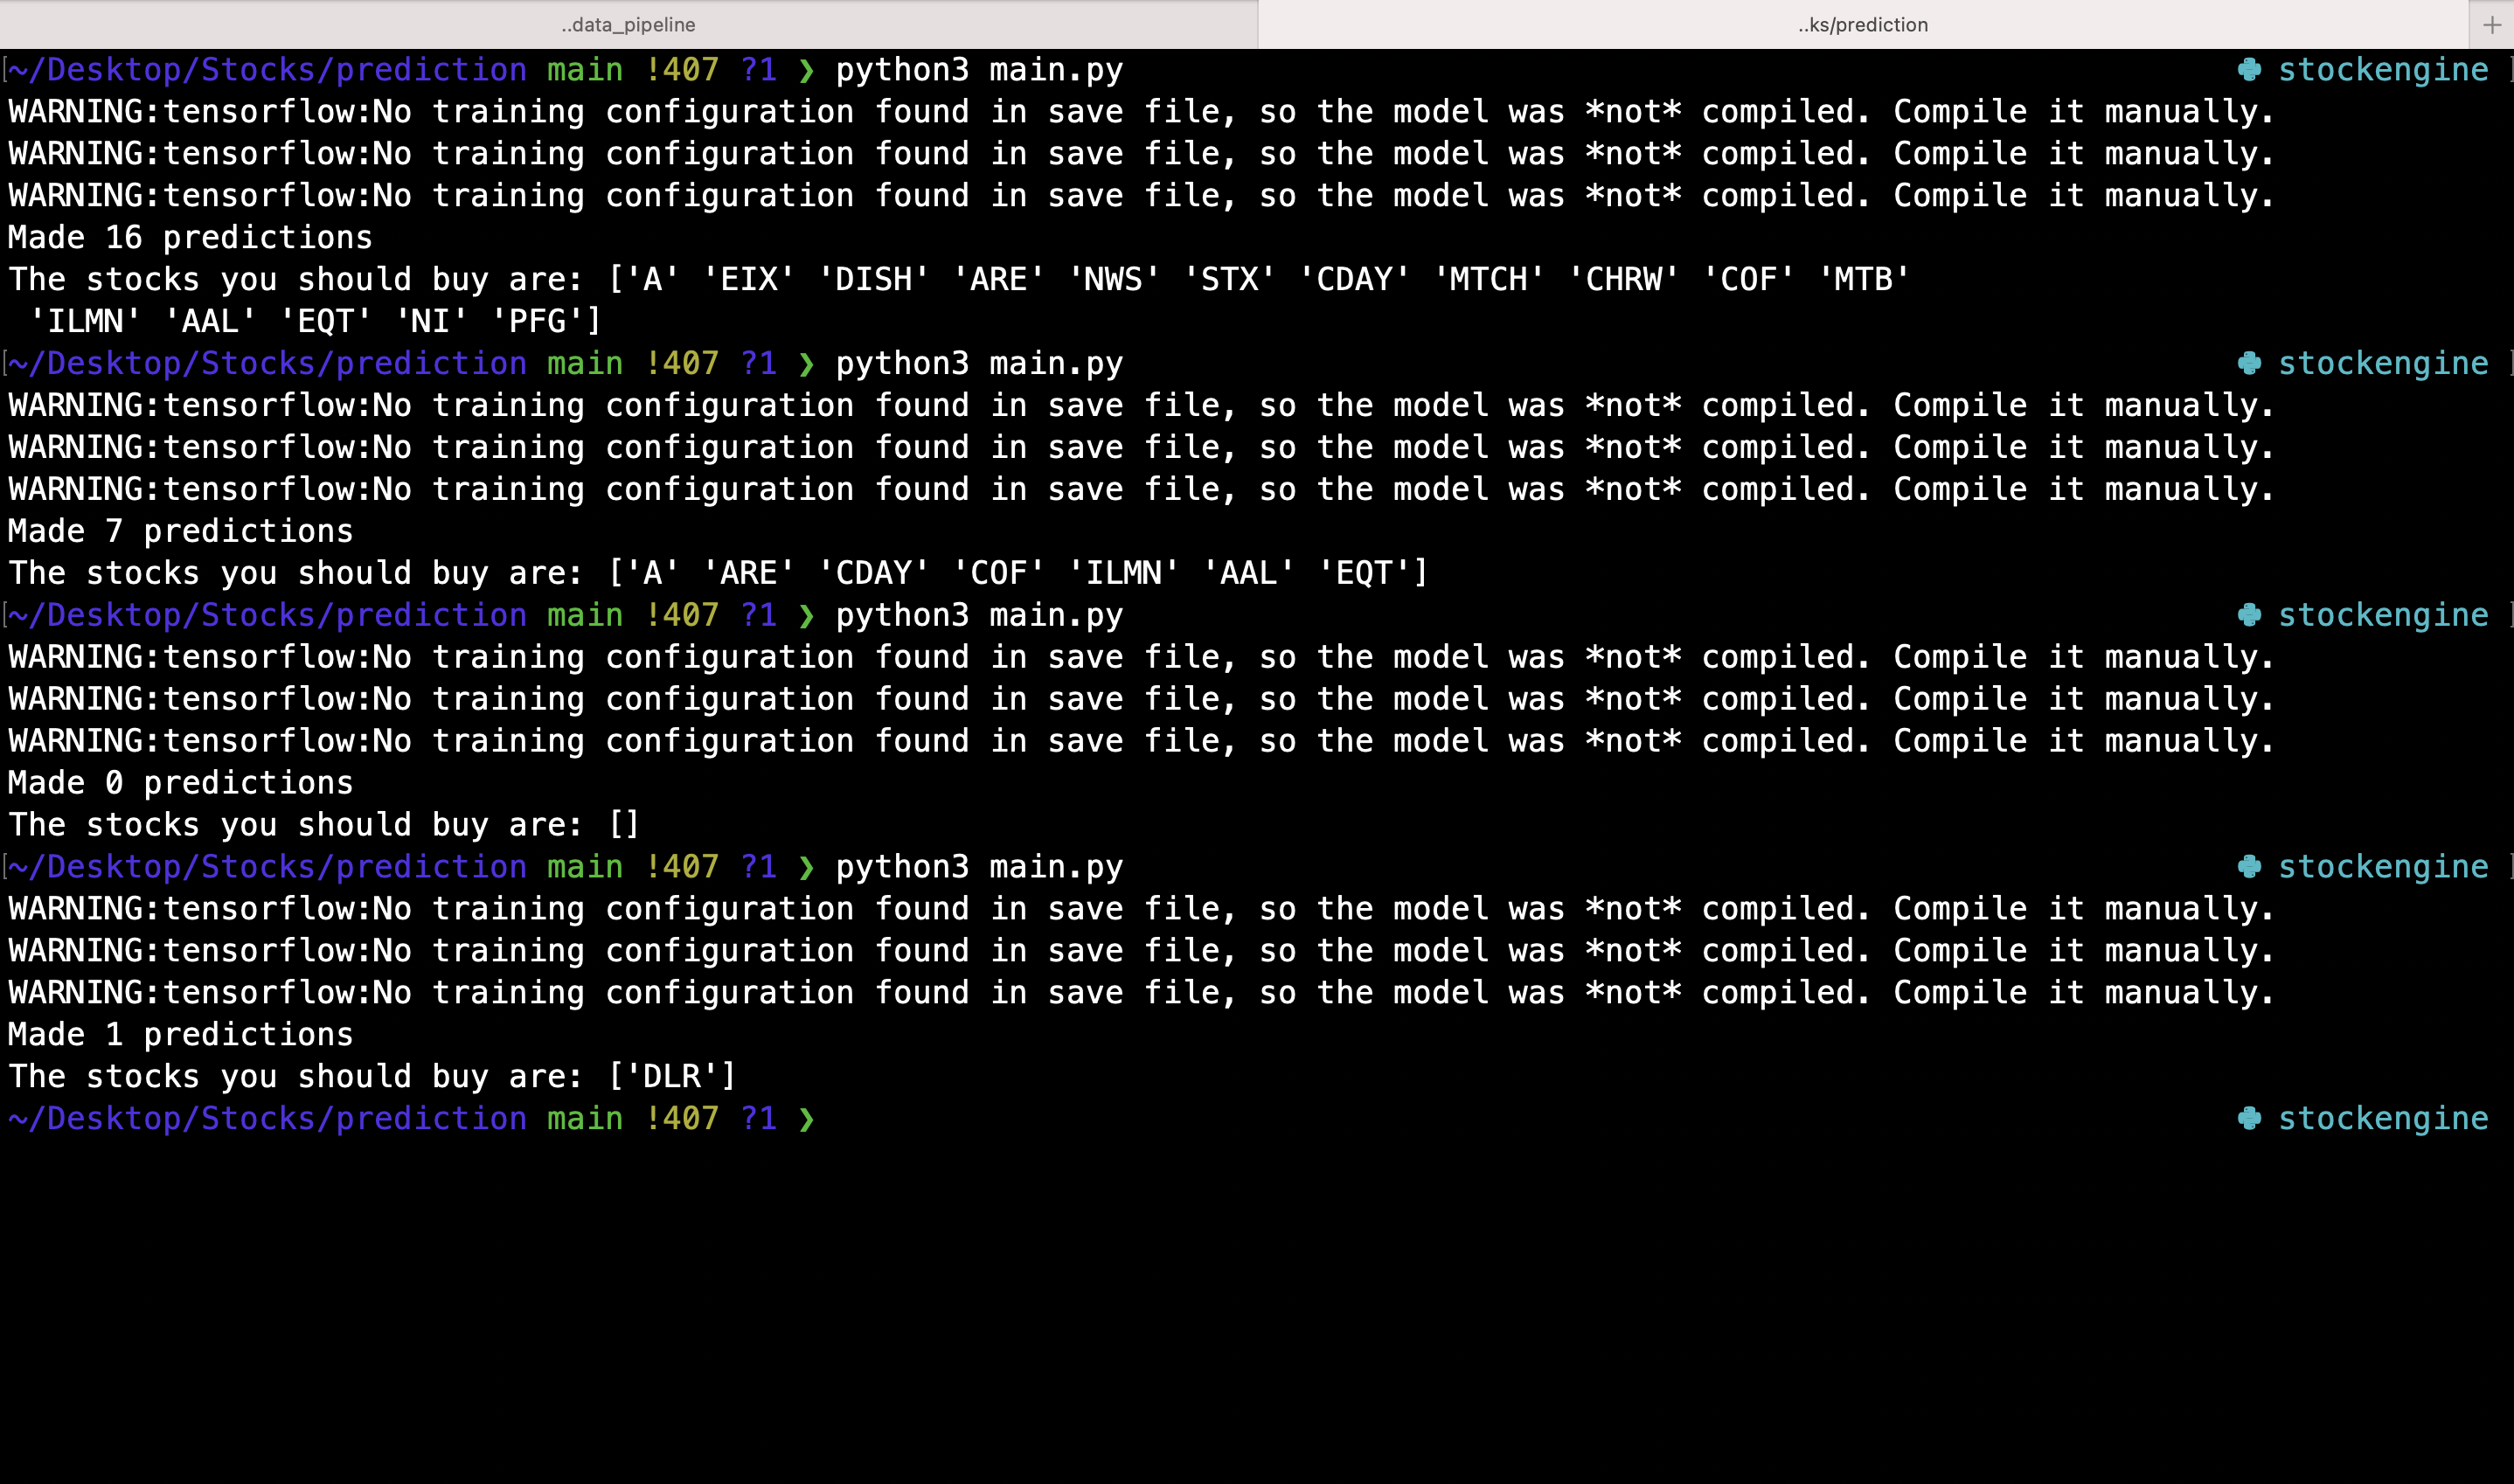 ..data_pipeline
..ks/prediction
~/Desktop/Stocks/prediction main !407 ?1 ❯ python3 main.py stockengine
WARNING:tensorflow:No training configuration found in save file, so the model was *not* compiled. Compile it manually.
WARNING:tensorflow:No training configuration found in save file, so the model was *not* compiled. Compile it manually.
WARNING:tensorflow:No training configuration found in save file, so the model was *not* compiled. Compile it manually.
Made 16 predictions
The stocks you should buy are: ['A' 'EIX' 'DISH' 'ARE' 'NWS' 'STX' 'CDAY' 'MTCH' 'CHRW' 'COF' 'MTB'
'ILMN' 'AAL' 'EQT' 'NI' 'PFG']
~/Desktop/Stocks/prediction main !407 ?1 ❯ python3 main.py stockengine
WARNING:tensorflow:No training configuration found in save file, so the model was *not* compiled. Compile it manually.
WARNING:tensorflow:No training configuration found in save file, so the model was *not* compiled. Compile it manually.
WARNING:tensorflow:No training configuration found in save file, so the model was *not* compiled. Compile it manually.
Made 7 predictions
The stocks you should buy are: ['A' 'ARE' 'CDAY' 'COF' 'ILMN' 'AAL' 'EQT']
~/Desktop/Stocks/prediction main !407 ?1 ❯ python3 main.py stockengine
WARNING:tensorflow:No training configuration found in save file, so the model was *not* compiled. Compile it manually.
WARNING:tensorflow:No training configuration found in save file, so the model was *not* compiled. Compile it manually.
WARNING:tensorflow:No training configuration found in save file, so the model was *not* compiled. Compile it manually.
Made 0 predictions
The stocks you should buy are: []
~/Desktop/Stocks/prediction main !407 ?1 ❯ python3 main.py stockengine
WARNING:tensorflow:No training configuration found in save file, so the model was *not* compiled. Compile it manually.
WARNING:tensorflow:No training configuration found in save file, so the model was *not* compiled. Compile it manually.
WARNING:tensorflow:No training configuration found in save file, so the model was *not* compiled. Compile it manually.
Made 1 predictions
The stocks you should buy are: ['DLR']
~/Desktop/Stocks/prediction main !407 ?1 ❯ stockengine